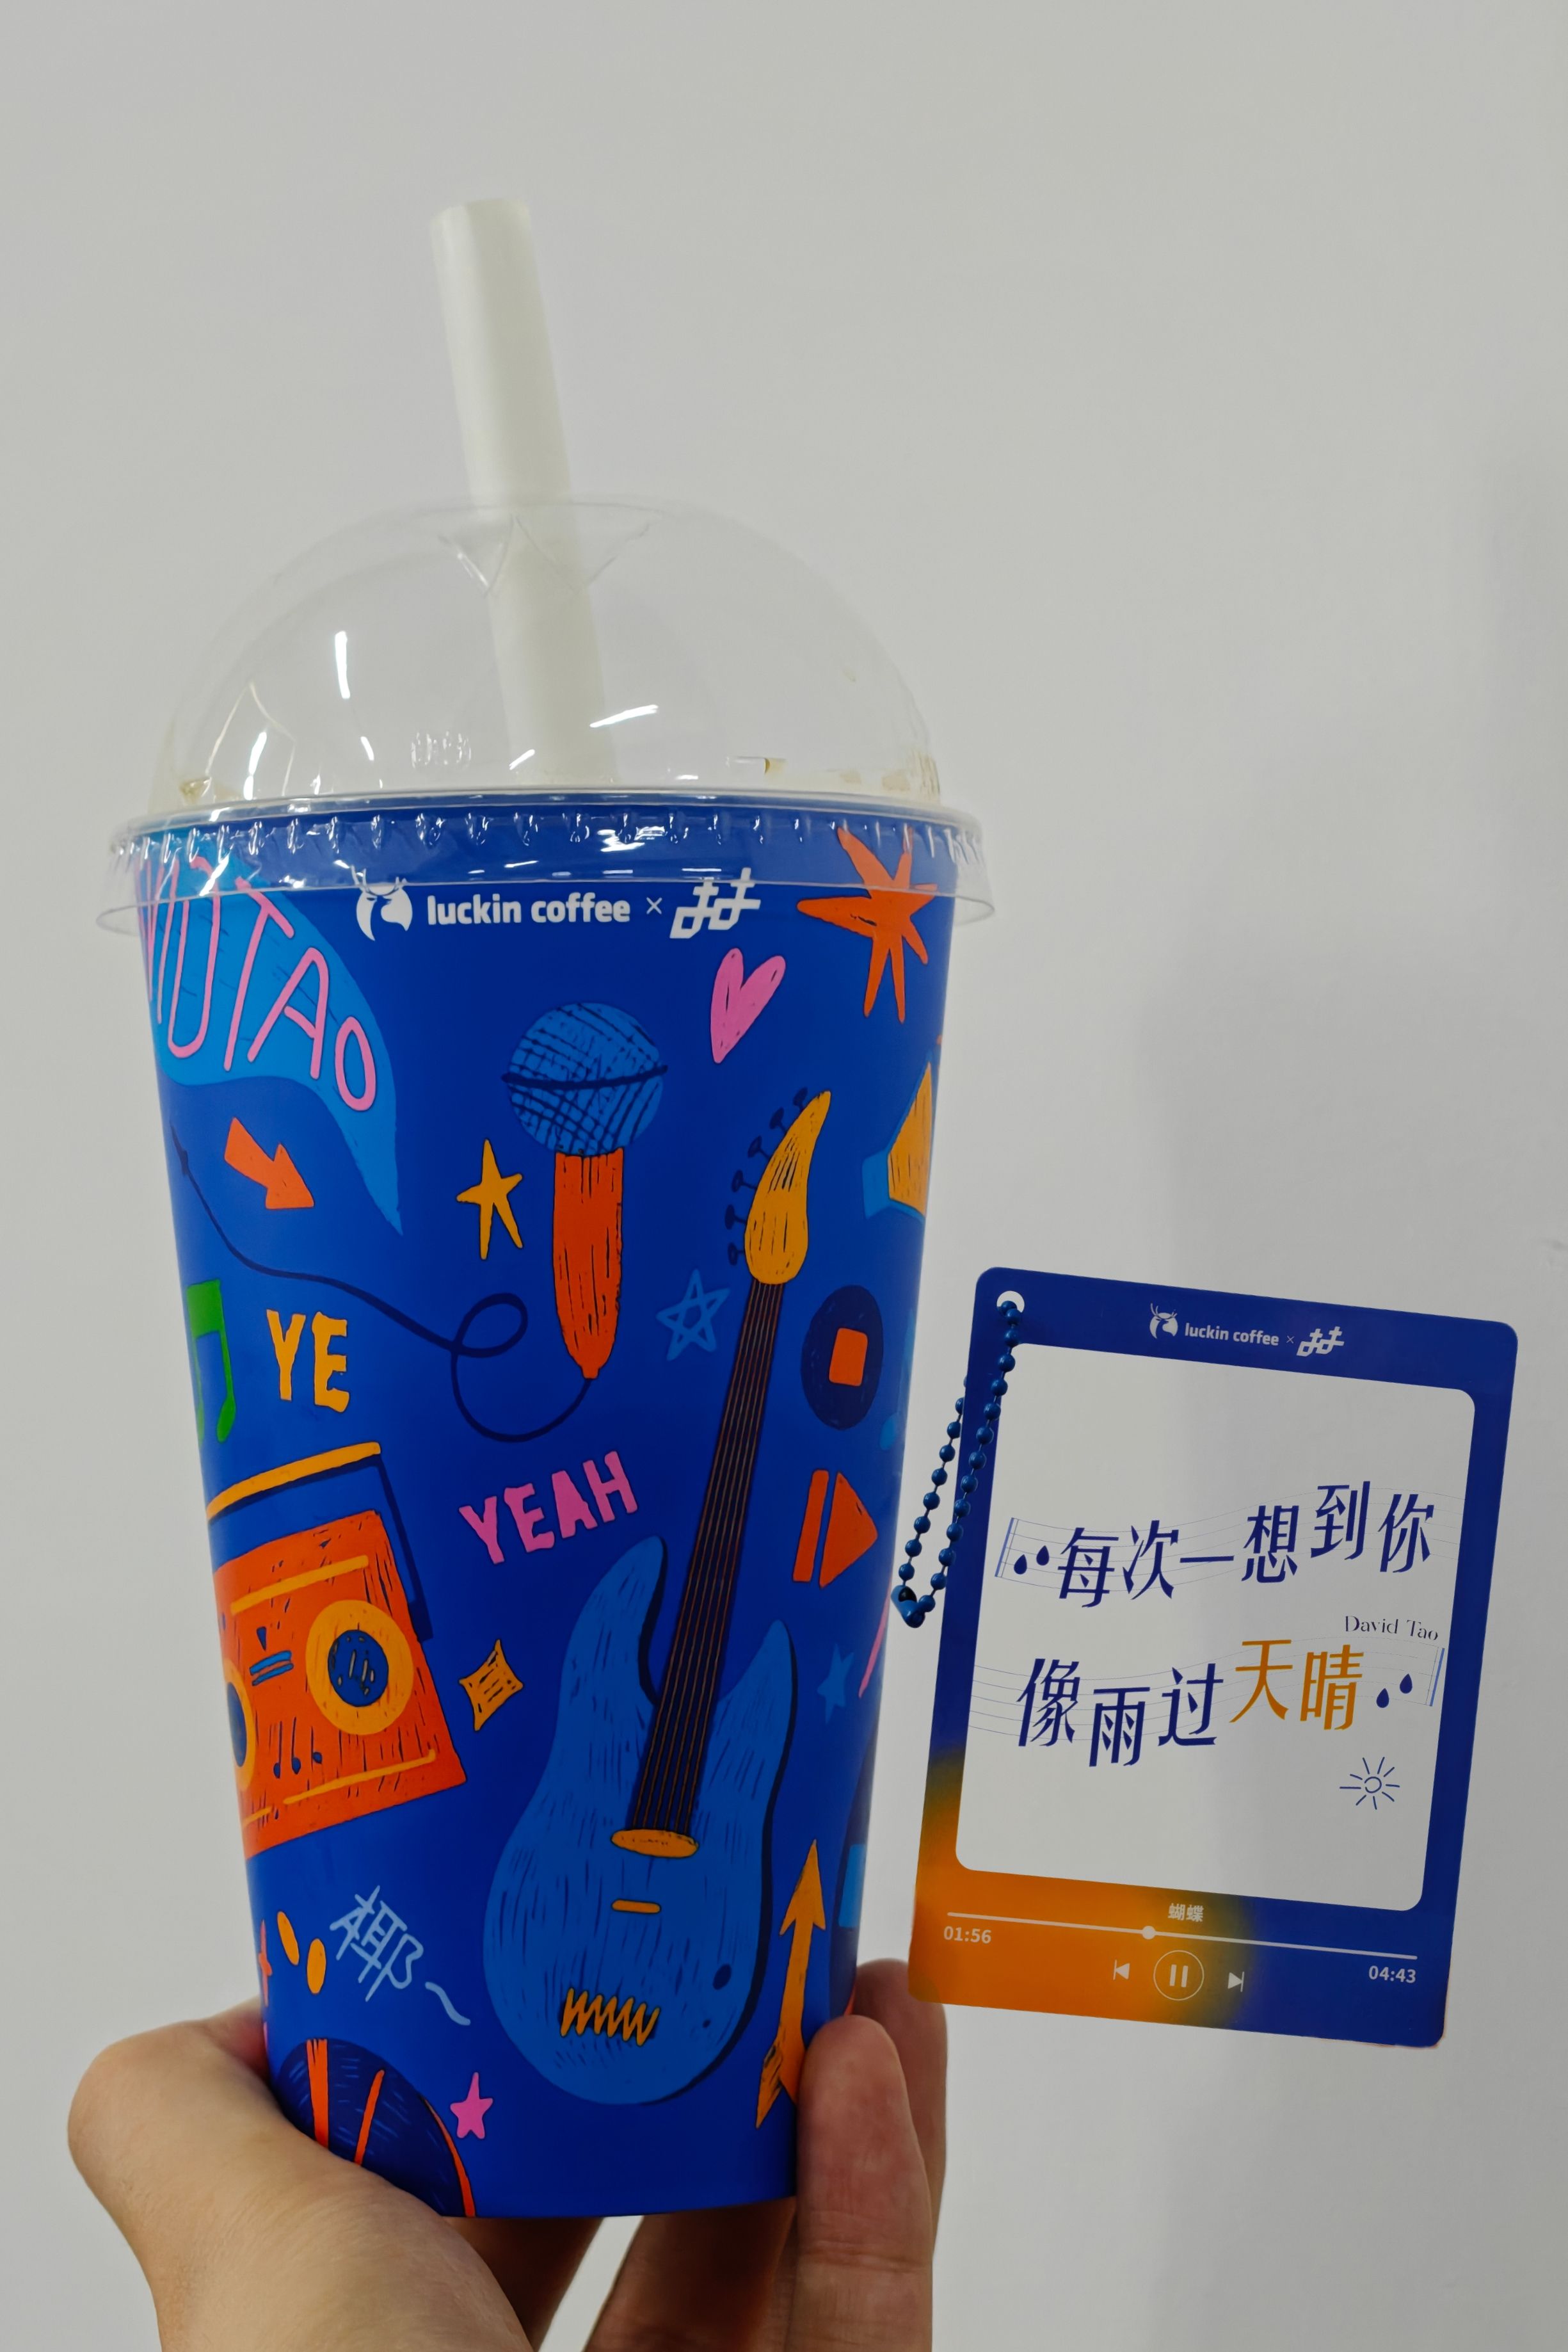 luckin coffee ×
VIDTAO
YE
YEAH
椰~
luckin coffee ×
每次一想到你
David Tao
像雨过天晴
蝴蝶
01:56
04:43